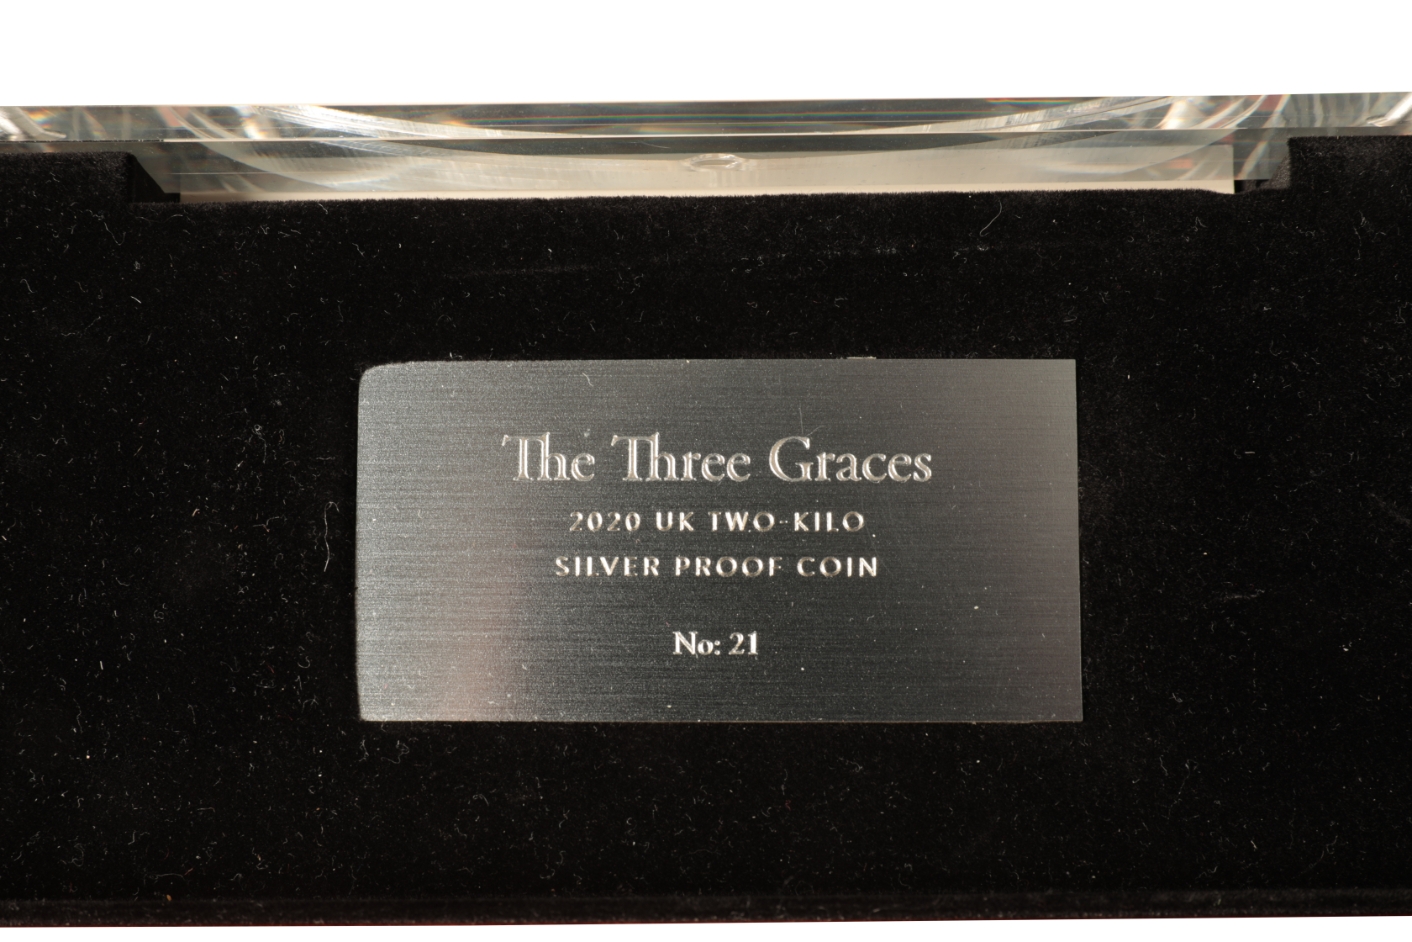 The Three Graces
2020 UK TWO-KILO
SILVER PROOF COIN
No: 21